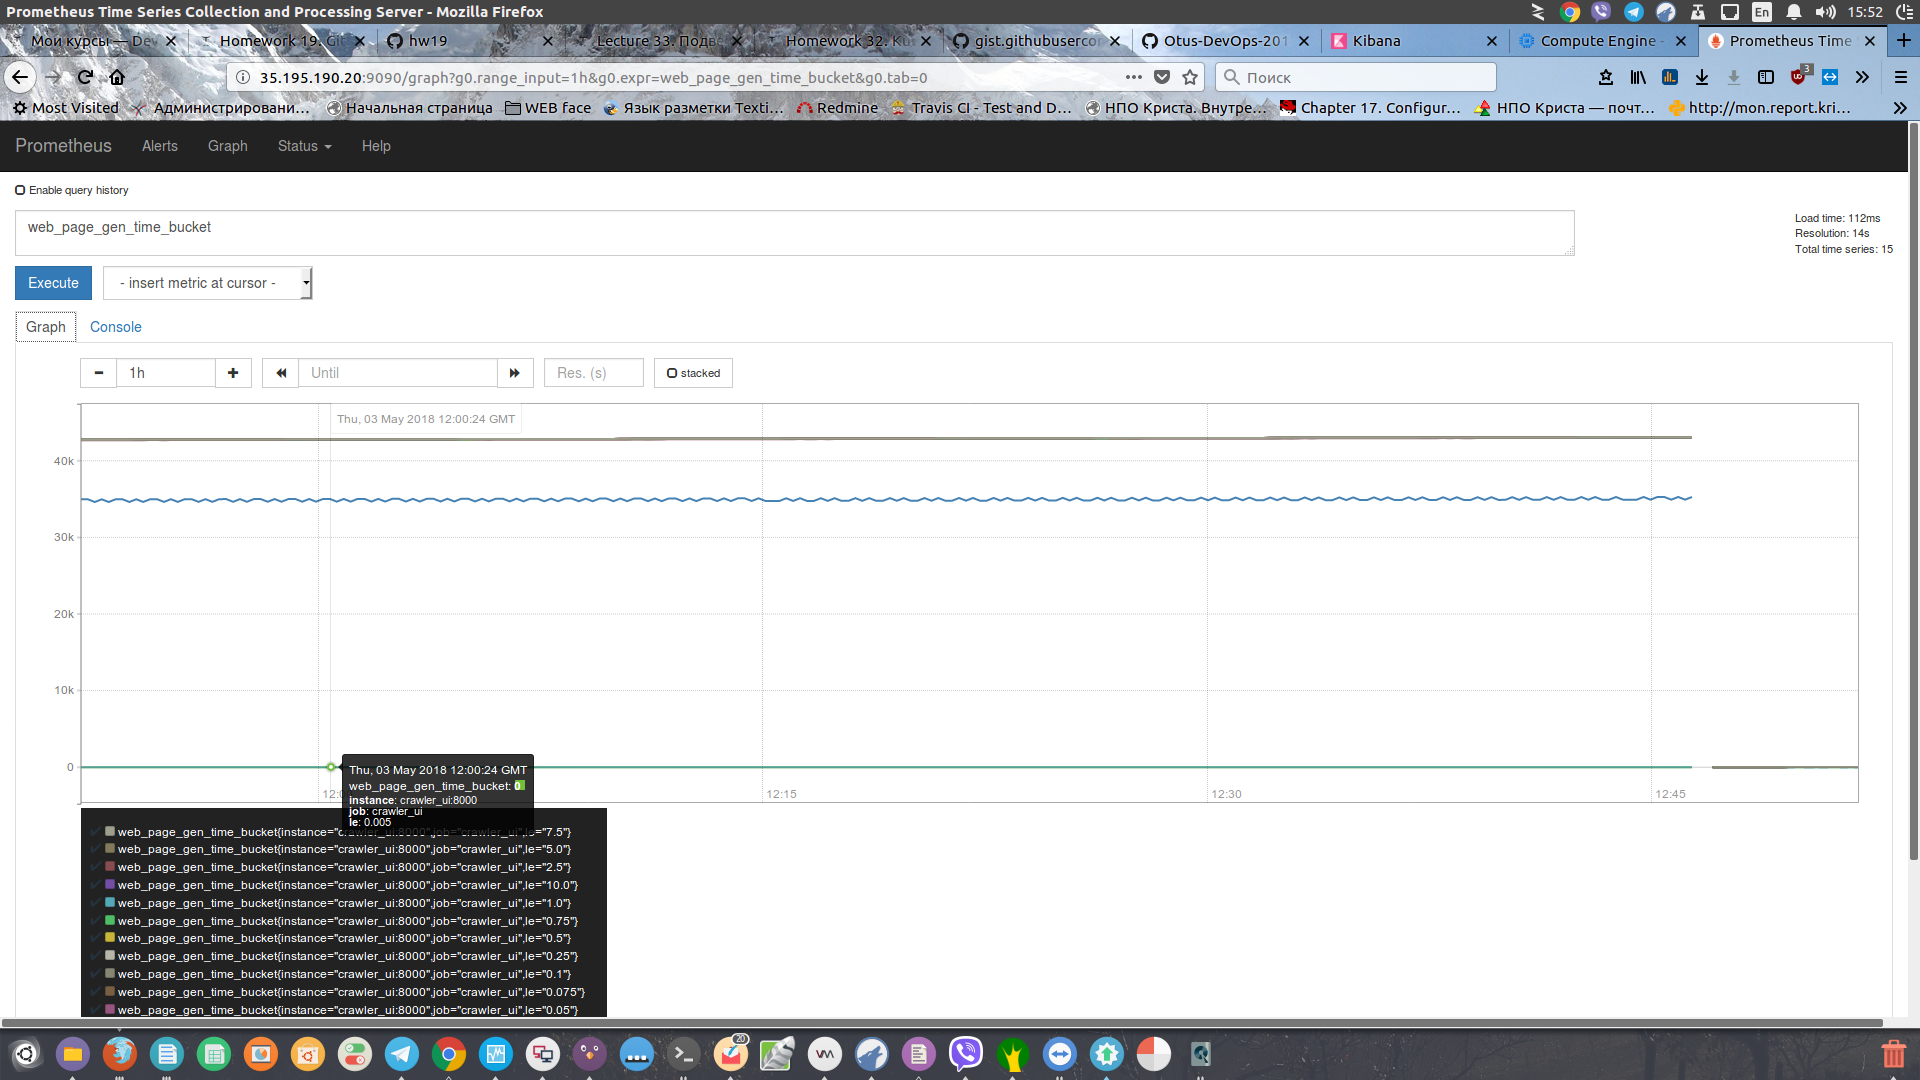 Prometheus Time Series Collection and Processing Server - Mozilla Firefox
En
15:52
Мои курсы — De
Homework 19. Git
hw19
Lecture 33. Подве
Homework 32. Ku
gist.githubuserco
Otus-DevOps-201
Kibana
Compute Engine -
Prometheus Time S
35.195.190.20:9090/graph?g0.range_input=1h&g0.expr=web_page_gen_time_bucket&g0.tab=0
Поиск
3
Most Visited
Администрировани…
Начальная страница
WEB face
Язык разметки Texti…
Redmine
Travis CI - Test and D…
НПО Криста. Внутре…
Chapter 17. Configur…
НПО Криста — почт…
http://mon.report.kri…
Prometheus
Alerts
Graph
Status
Help
Enable query history
web_page_gen_time_bucket
Load time: 112ms
Resolution: 14s
Total time series: 15
Execute
- insert metric at cursor -
Graph
Console
1h
Until
Res. (s)
stacked
Thu, 03 May 2018 12:00:24 GMT
40k
30k
20k
10k
0
12:15
12:30
12:45
Thu, 03 May 2018 12:00:24 GMT
web_page_gen_time_bucket: 0
instance: crawler_ui:8000
job: crawler_ui
le: 0.005
web_page_gen_time_bucket{instance="crawler_ui:8000",job="crawler_ui",le="7.5"}
web_page_gen_time_bucket{instance="crawler_ui:8000",job="crawler_ui",le="5.0"}
web_page_gen_time_bucket{instance="crawler_ui:8000",job="crawler_ui",le="2.5"}
web_page_gen_time_bucket{instance="crawler_ui:8000",job="crawler_ui",le="10.0"}
web_page_gen_time_bucket{instance="crawler_ui:8000",job="crawler_ui",le="1.0"}
web_page_gen_time_bucket{instance="crawler_ui:8000",job="crawler_ui",le="0.75"}
web_page_gen_time_bucket{instance="crawler_ui:8000",job="crawler_ui",le="0.5"}
web_page_gen_time_bucket{instance="crawler_ui:8000",job="crawler_ui",le="0.25"}
web_page_gen_time_bucket{instance="crawler_ui:8000",job="crawler_ui",le="0.1"}
web_page_gen_time_bucket{instance="crawler_ui:8000",job="crawler_ui",le="0.075"}
web_page_gen_time_bucket{instance="crawler_ui:8000",job="crawler_ui",le="0.05"}
20